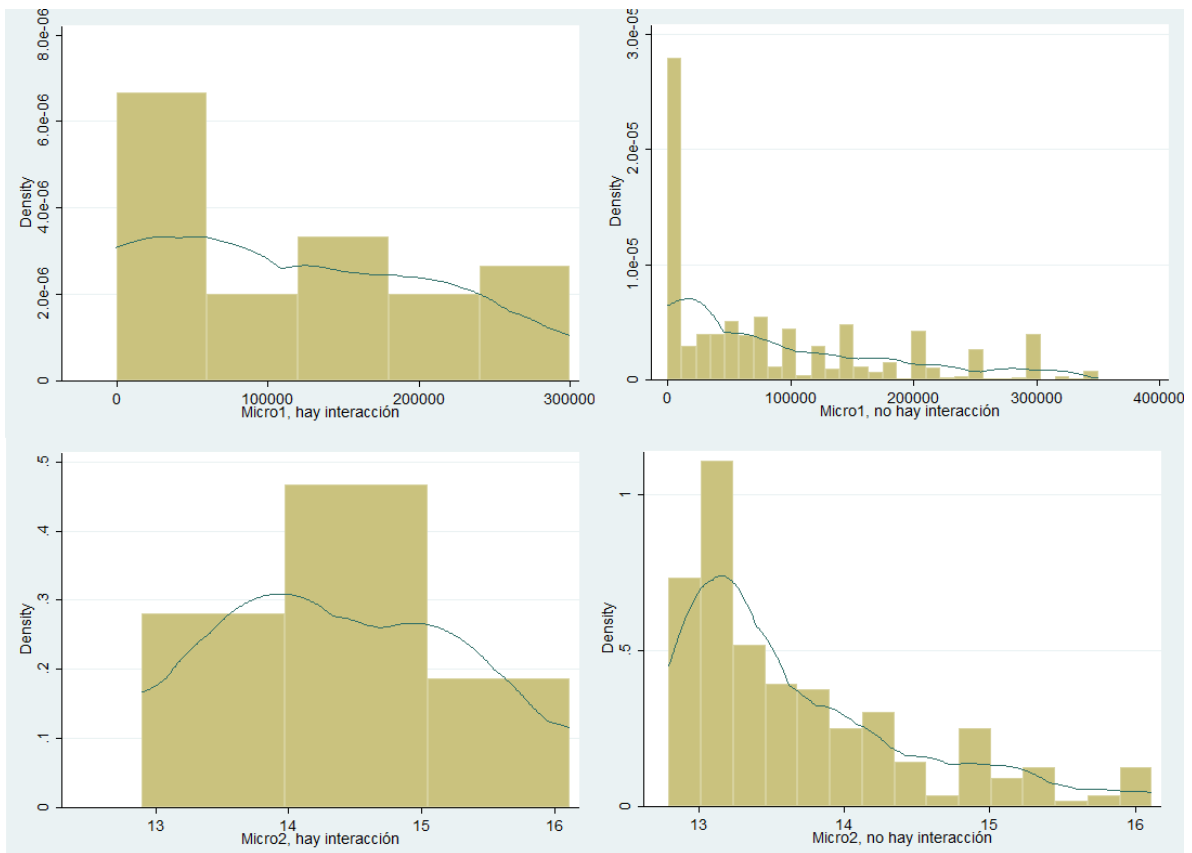 8.0e-06
6.0e-06
4.0e-06
2.0e-06
0
Density
0 100000 200000 300000
Micro1, hay interacción
3.0e-05
2.0e-05
1.0e-05
0
Density
0 100000 200000 300000 400000
Micro1, no hay interacción
.5
.4
.3
.2
.1
0
Density
13 14 15 16
Micro2, hay interacción
1
.5
0
Density
13 14 15 16
Micro2, no hay interacción